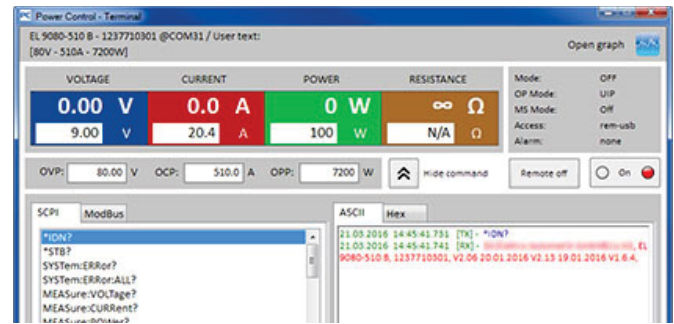 Power Control - Terminal
EL 9080-510 B - 1237710301 @COM31 / User text:
[80V - 510A - 7200W]
Open graph
VOLTAGE CURRENT POWER RESISTANCE
0.00 V 0.0 A 0 W ∞ Ω
9.00 V 20.4 A 100 W N/A Ω
Mode: OFF
OP Mode: UIP
MS Mode: Off
Access: rem-usb
Alarm: none
OVP: 80.00 V OCP: 510.0 A OPP: 7200 W Hide command Remote off On
SCPI ModBus
*IDN?
*STB?
SYSTem:ERRor?
SYSTem:ERRor:ALL?
MEASure:VOLTage?
MEASure:CURRent?
MEASure:POWer?
ASCII Hex
21.03.2016 14:45:41.731 [TX] - *IDN?
21.03.2016 14:45:41.741 [RX] - , EL
9080-510 B, 1237710301, V2.06 20.01.2016 V2.13 19.01.2016 V1.6.4,